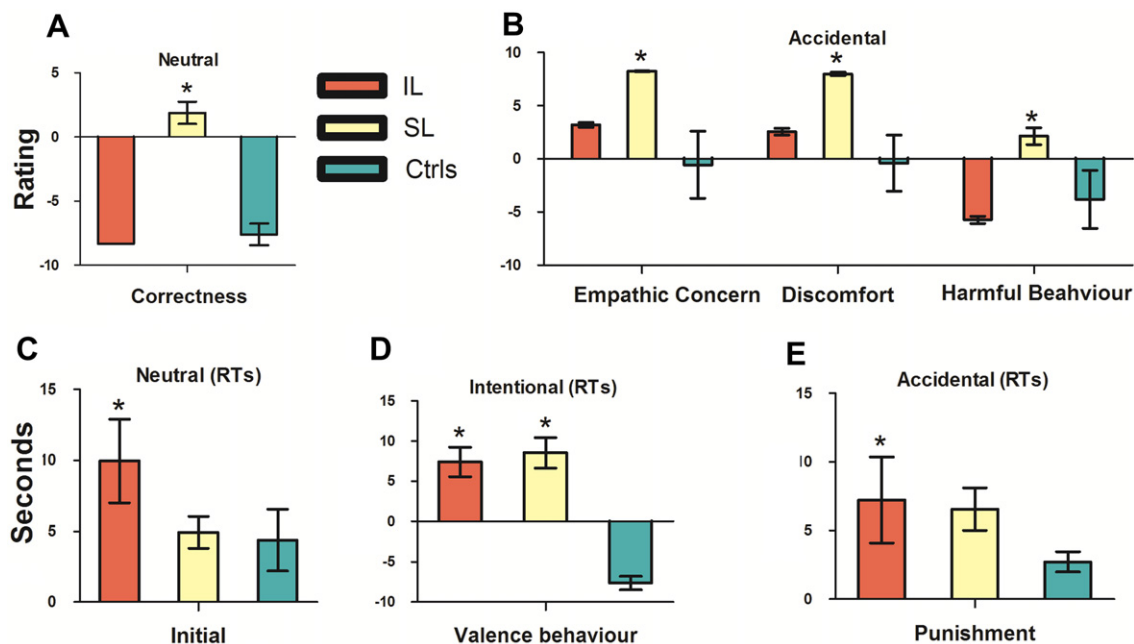 A
Neutral
*
5
0
-5
-10
Rating
Correctness
IL
SL
Ctrls
B
Accidental
* * *
10
5
0
-5
-10
Empathic Concern Discomfort Harmful Beahviour
C
Neutral (RTs)
*
15
10
5
0
Seconds
Initial
D
Intentional (RTs)
* *
15
10
5
0
-5
-10
Valence behaviour
E
Accidental (RTs)
*
15
10
5
0
Punishment